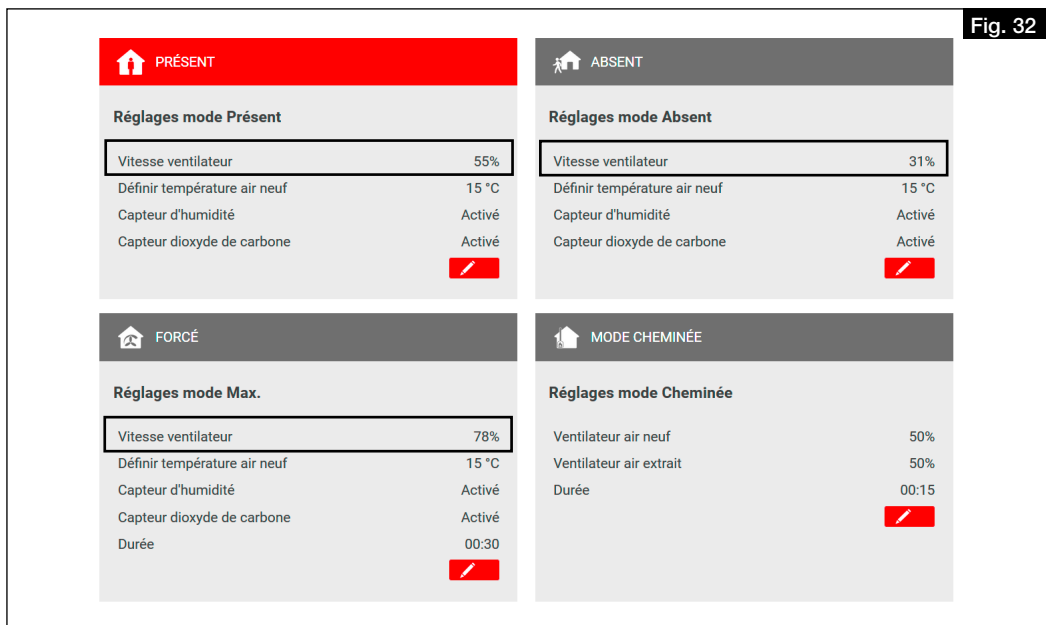 Fig. 32
PRÉSENT
Réglages mode Présent
Vitesse ventilateur 55%
Définir température air neuf 15 °C
Capteur d'humidité Activé
Capteur dioxyde de carbone Activé
ABSENT
Réglages mode Absent
Vitesse ventilateur 31%
Définir température air neuf 15 °C
Capteur d'humidité Activé
Capteur dioxyde de carbone Activé
FORCÉ
Réglages mode Max.
Vitesse ventilateur 78%
Définir température air neuf 15 °C
Capteur d'humidité Activé
Capteur dioxyde de carbone Activé
Durée 00:30
MODE CHEMINÉE
Réglages mode Cheminée
Ventilateur air neuf 50%
Ventilateur air extrait 50%
Durée 00:15